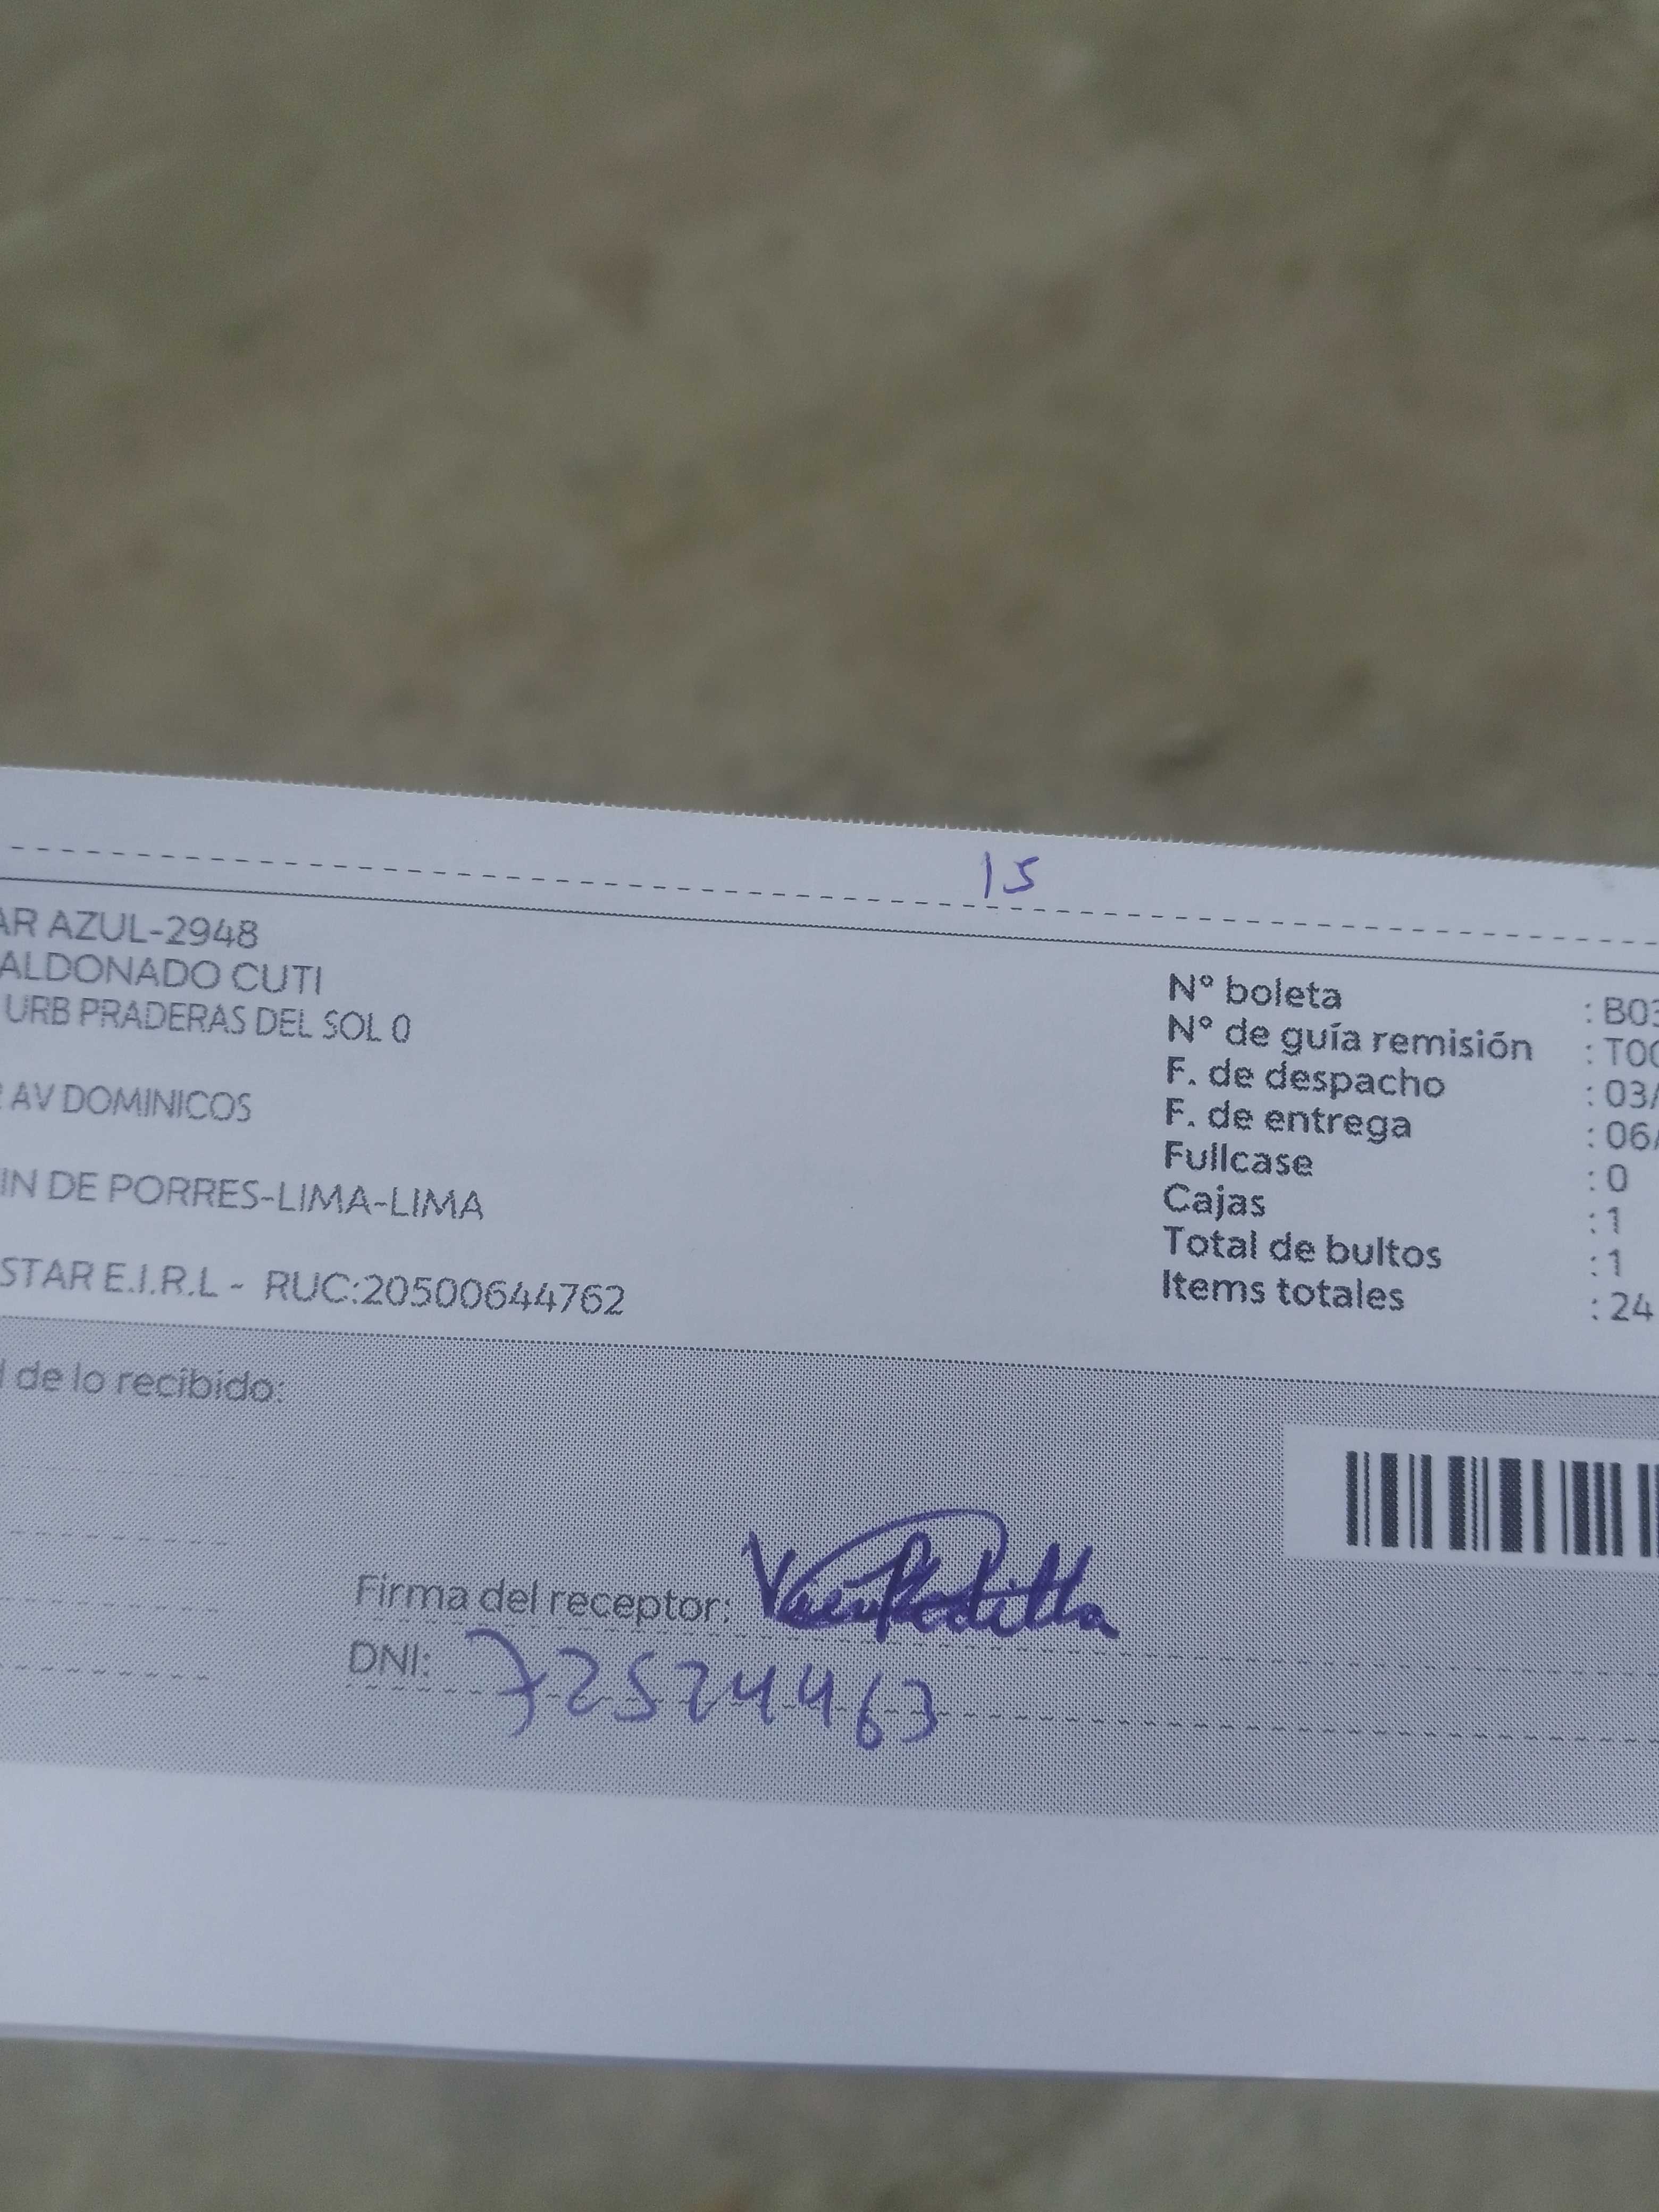 15
AR AZUL-2948
ALDONADO CUTI
URB PRADERAS DEL SOL 0
AV DOMINICOS
IN DE PORRES-LIMA-LIMA
STAR E.I.R.L - RUC:20500644762
N° boleta : B03
N° de guía remisión : T00
F. de despacho : 03/
F. de entrega : 06/
Fullcase : 0
Cajas : 1
Total de bultos : 1
Items totales : 24
de lo recibido:
Firma del receptor:
DNI: 72524463